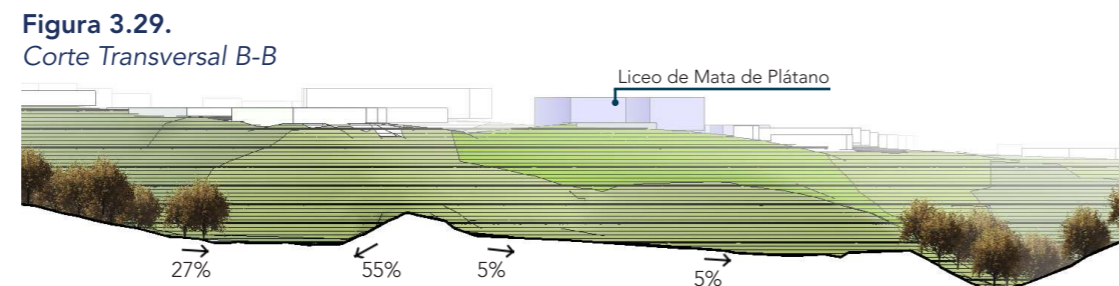 Figura 3.29.
Corte Transversal B-B
Liceo de Mata de Plátano
27%
55%
5%
5%